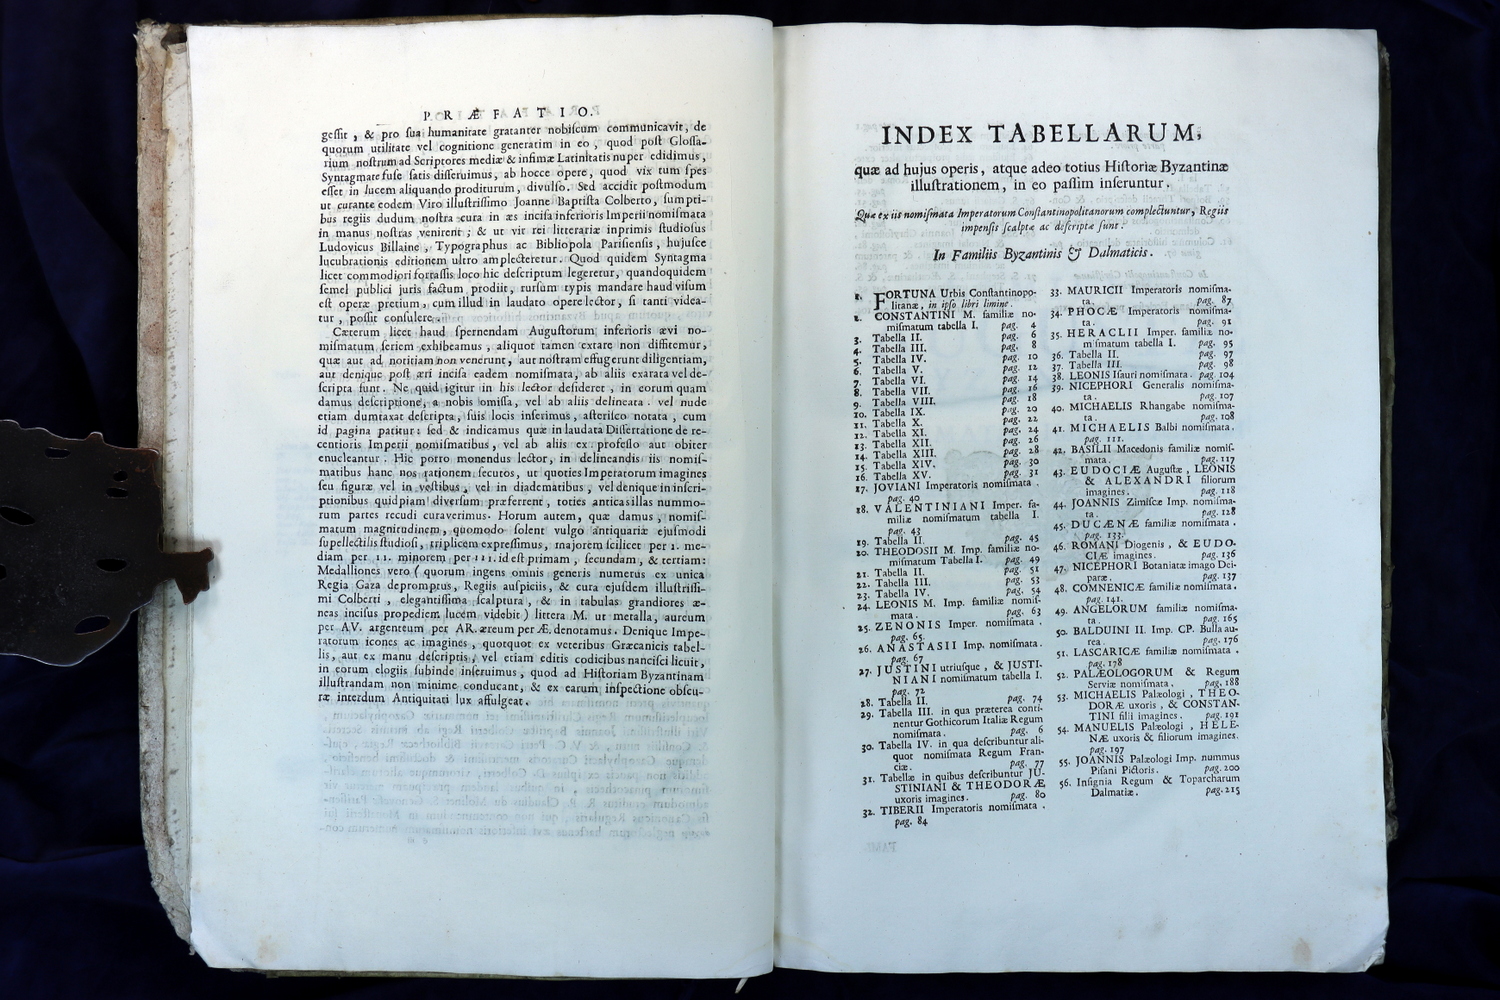 PRÆFATIO.
geſſit, & pro ſua humanitate gratanter nobiſcum communicavit, de
quorum utilitate vel cognitione generatim in eo, quod poſt Gloſſa-
rium noſtrum ad Scriptores mediæ & infimæ Latinitatis nuper edidimus,
Syntagmate fuſe ſatis diſſeruimus, ab hocce opere, quod vix tum ſpes
eſſet in lucem aliquando proditurum, divulſo. Sed accidit poſtmodum
ut curante eodem Viro illuſtriſſimo Joanne Baptiſta Colberto, ſumpti-
bus regiis dudum noſtra cura in æs inciſa inferioris Imperii nomiſmata
in manus noſtras venirent; & ut vir rei litterariæ inprimis ſtudioſus
Ludovicus Billaine, Typographus ac Bibliopola Pariſienſis, hujuſce
lucubrationis editionem ultro amplecteretur. Quod quidem Syntagma
licet commodiori fortaſſis loco hic deſcriptum legeretur, quandoquidem
ſemel publici juris factum prodiit, rurſum typis mandare haud viſum
eſt operæ pretium, cum illud in laudato opere lector, ſi tanti videa-
tur, poſſit conſulere.
Cæterum licet haud ſpernendam Auguſtorum inferioris ævi no-
miſmatum ſeriem exhibeamus, aliquot tamen extare non diffitemur,
quæ aut ad notitiam non venerunt, aut noſtram effugerunt diligentiam,
aut denique poſt æri inciſa eadem nomiſmata, ab aliis exarata vel de-
ſcripta ſunt. Ne quid igitur in his lector deſideret, in eorum quam
damus deſcriptione, a nobis omiſſa, vel ab aliis delineata, vel nude
etiam dumtaxat deſcripta, ſuis locis inſerimus, aſteriſco notata, cum
id pagina patitur: ſed & indicamus quæ in laudata Diſſertatione de re-
centioris Imperii nomiſmatibus, vel ab aliis ex profeſſo aut obiter
enucleantur. Hic porro monendus lector, in delineandis iis nomiſ-
matibus hanc nos rationem ſecutos, ut quoties Imperatorum imagines
ſeu figuræ vel in veſtibus, vel in diadematibus, vel denique in inſcri-
ptionibus quidpiam diverſum præferrent, toties anticas illas nummo-
rum partes recudi curaverimus. Horum autem, quæ damus, nomiſ-
matum magnitudinem, quomodo ſolent vulgo antiquariæ ejuſmodi
ſupellectilis ſtudioſi, triplicem expreſſimus, majorem ſcilicet per I. me-
diam per II. minorem per III. id eſt primam, ſecundam, & tertiam:
Medalliones vero (quorum ingens omnis generis numerus ex unica
Regia Gaza depromptus, Regiis auſpiciis, & cura ejuſdem illuſtriſſi-
mi Colberti, elegantiſſima ſcalptura, & in tabulas grandiores æ-
neas inciſus propediem lucem videbit) littera M. ut metalla, aureum
per AV. argenteum per AR. æreum per Æ. denotamus. Denique Impe-
ratorum icones ac imagines, quotquot ex veteribus Græcanicis tabel-
lis, aut ex manu deſcriptis, vel etiam editis codicibus nanciſci licuit,
in eorum elogiis ſubinde inſeruimus, quod ad Hiſtoriam Byzantinam
illuſtrandam non minime conducant, & ex earum inſpectione obſcu-
ræ interdum Antiquitati lux affulgeat.
INDEX TABELLARUM,
quæ ad hujus operis, atque adeo totius Hiſtoriæ Byzantinæ
illuſtrationem, in eo paſſim inſeruntur.
Quæ ex iis nomiſmata Imperatorum Conſtantinopolitanorum complectuntur, Regiis
impenſis ſcalptæ ac deſcriptæ ſunt.
In Familiis Byzantinis & Dalmaticis.
1. FORTUNA Urbis Conſtantinopo-
litanæ, in ipſo libri limine.
2. CONSTANTINI M. familiæ no-
miſmatum tabella I. pag. 4
3. Tabella II. pag. 6
4. Tabella III. pag. 8
5. Tabella IV. pag. 10
6. Tabella V. pag. 12
7. Tabella VI. pag. 14
8. Tabella VII. pag. 16
9. Tabella VIII. pag. 18
10. Tabella IX. pag. 20
11. Tabella X. pag. 22
12. Tabella XI. pag. 24
13. Tabella XII. pag. 26
14. Tabella XIII. pag. 28
15. Tabella XIV. pag. 30
16. Tabella XV. pag. 31
17. JOVIANI Imperatoris nomiſmata.
pag. 40
18. VALENTINIANI Imper. fa-
miliæ nomiſmatum tabella I.
pag. 43
19. Tabella II. pag. 45
20. THEODOSII M. Imp. familiæ no-
miſmatum Tabella I. pag. 49
21. Tabella II. pag. 51
22. Tabella III. pag. 53
23. Tabella IV. pag. 54
24. LEONIS M. Imp. familiæ nomiſ-
mata. pag. 63
25. ZENONIS Imper. nomiſmata.
pag. 65.
26. ANASTASII Imp. nomiſmata.
pag. 67
27. JUSTINI utriuſque, & JUSTI-
NIANI nomiſmatum tabella I.
pag. 72
28. Tabella II. pag. 74
29. Tabella III. in qua præterea conti-
nentur Gothicorum Italiæ Regum
nomiſmata. pag. 6
30. Tabella IV. in qua deſcribuntur ali-
quot nomiſmata Regum Fran-
ciæ. pag. 77
31. Tabellæ in quibus deſcribuntur JU-
STINIANI & THEODORÆ
uxoris imagines. pag. 80
32. TIBERII Imperatoris nomiſmata.
pag. 84
33. MAURICII Imperatoris nomiſma-
ta. pag. 87
34. PHOCÆ Imperatoris nomiſma-
ta. pag. 91
35. HERACLII Imper. familiæ no-
miſmatum tabella I. pag. 95
36. Tabella II. pag. 97
37. Tabella III. pag. 98
38. LEONIS Iſauri nomiſmata. pag. 104
39. NICEPHORI Generalis nomiſma-
ta. pag. 107
40. MICHAELIS Rhangabe nomiſma-
ta. pag. 108
41. MICHAELIS Balbi nomiſmata.
pag. 111.
42. BASILII Macedonis familiæ nomiſ-
mata. pag. 117
43. EUDOCIÆ Auguſtæ, LEONIS
& ALEXANDRI filiorum
imagines. pag. 118
44. JOANNIS Zimiſcæ Imp. nomiſma-
ta. pag. 128
45. DUCÆNÆ familiæ nomiſmata.
pag. 133.
46. ROMANI Diogenis, & EUDO-
CIÆ imagines. pag. 136
47. NICEPHORI Botaniatæ imago Dei-
paræ. pag. 137
48. COMNENICÆ familiæ nomiſmata.
pag. 141.
49. ANGELORUM familiæ nomiſma-
ta. pag. 165
50. BALDUINI II. Imp. CP. Bulla au-
rea. pag. 176
51. LASCARICÆ familiæ nomiſmata.
pag. 178
52. PALÆOLOGORUM & Regum
Serviæ nomiſmata. pag. 188
53. MICHAELIS Palæologi, THEO-
DORÆ uxoris, & CONSTAN-
TINI filii imagines. pag. 191
54. MANUELIS Palæologi, HELE-
NÆ uxoris & filiorum imagines.
pag. 197
55. JOANNIS Palæologi Imp. nummus
Piſani Pictoris. pag. 200
56. Inſignia Regum & Toparcharum
Dalmatiæ. pag. 215